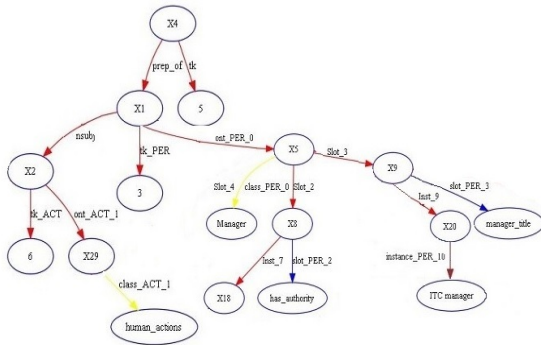 X4
prep_of tk
X1
5
nsubj
tk_PER
ont_PER_0
X2
3
X5
Slot_3
X9
tk_ACT
ont_ACT_1
Slot_4
class_PER_0
Slot_2
Inst_9
slot_PER_3
6
X29
Manager
X8
X20
manager_title
class_ACT_1
Inst_7
slot_PER_2
instance_PER_10
human_actions
X18
has_authority
ITC manager